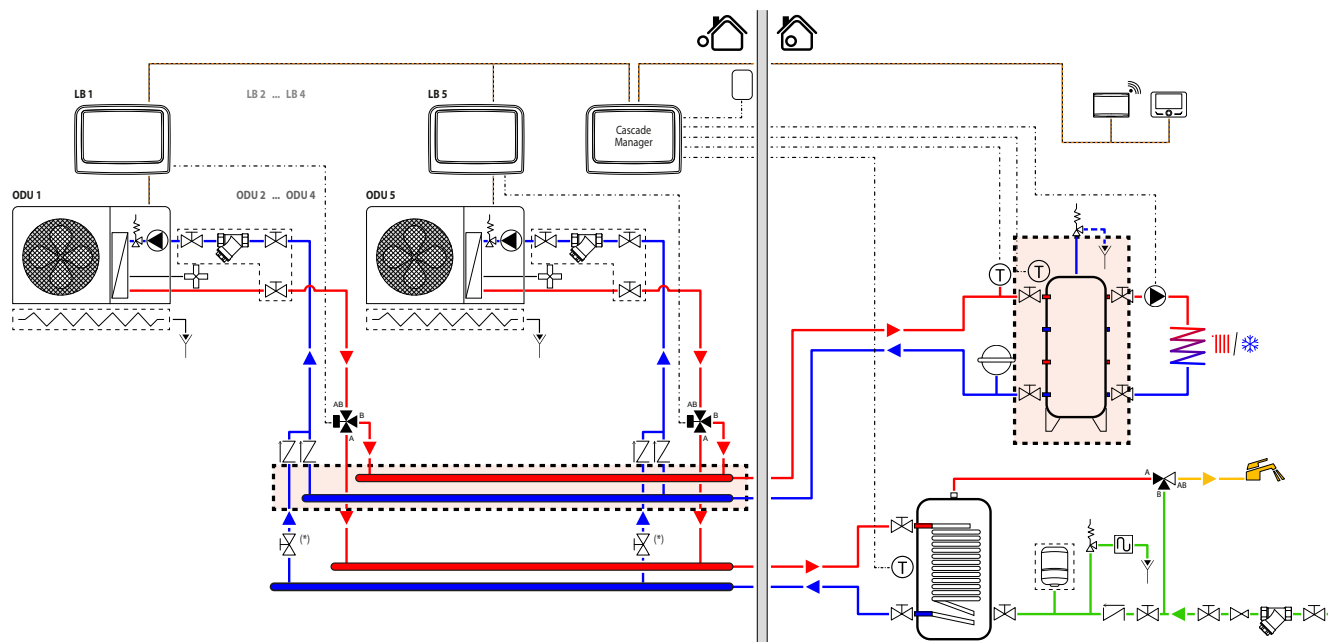 LB 1
LB 2 ... LB 4
LB 5
Cascade
Manager
ODU 1
ODU 2 ... ODU 4
ODU 5
T
T
/
AB
B
A
AB
B
A
(*)
(*)
A
AB
B
T